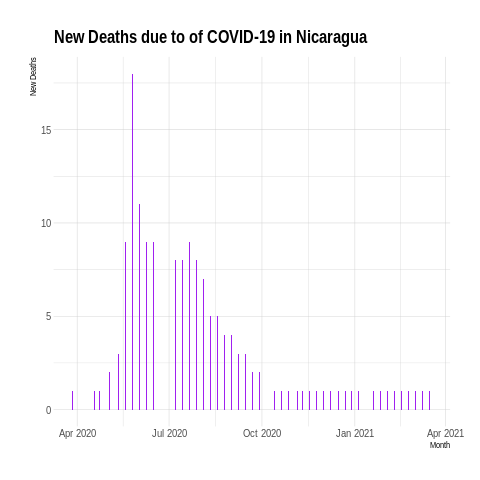 New Deaths due to of COVID-19 in Nicaragua
New Deaths
15
10
5
0
Apr 2020 Jul 2020 Oct 2020 Jan 2021 Apr 2021
Month